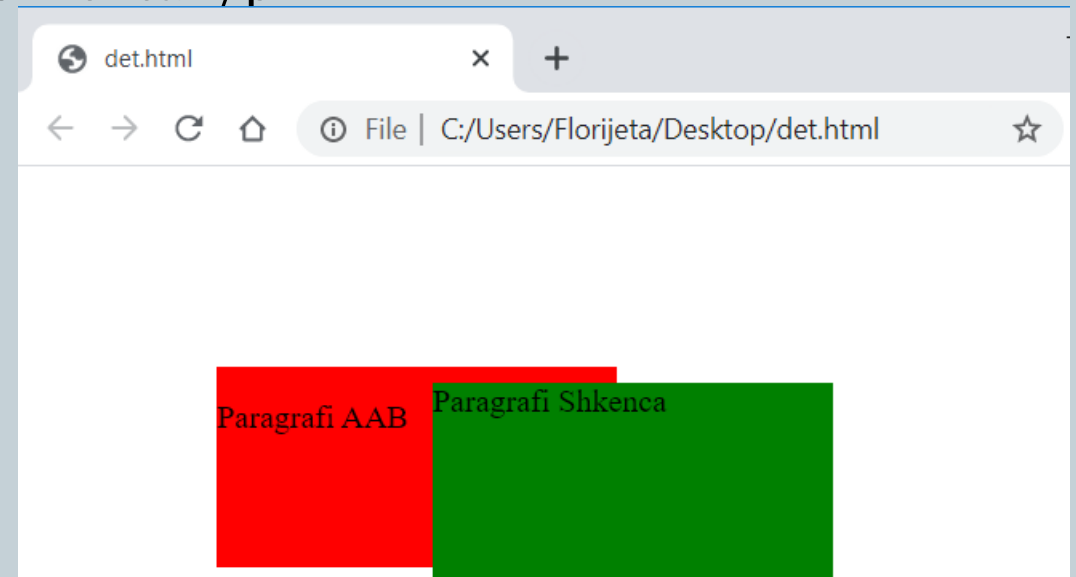 det.html
File | C:/Users/Florijeta/Desktop/det.html
Paragrafi Shkenca
Paragrafi AAB